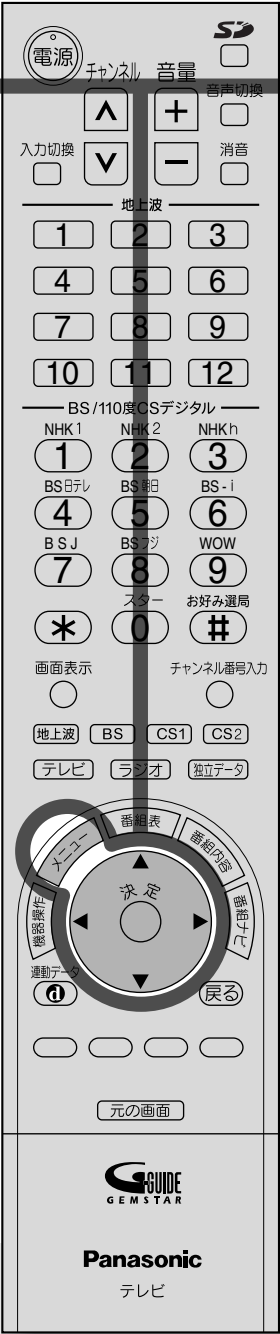 電源
SD
チャンネル 音量
音声切換
入力切換
消音
地上波
1 2 3
4 5 6
7 8 9
10 11 12
BS/110度CSデジタル
NHK1 NHK2 NHKh
1 2 3
BS日テレ BS朝日 BS-i
4 5 6
BSJ BSフジ WOW
7 8 9
スター お好み選局
* 0 #
画面表示 チャンネル番号入力
地上波 BS CS1 CS2
テレビ ラジオ 独立データ
メニュー 番組表 番組内容
機器操作 決定 番組ナビ
連動データ
d 戻る
元の画面
G-GUIDE
GEMSTAR
Panasonic
テレビ